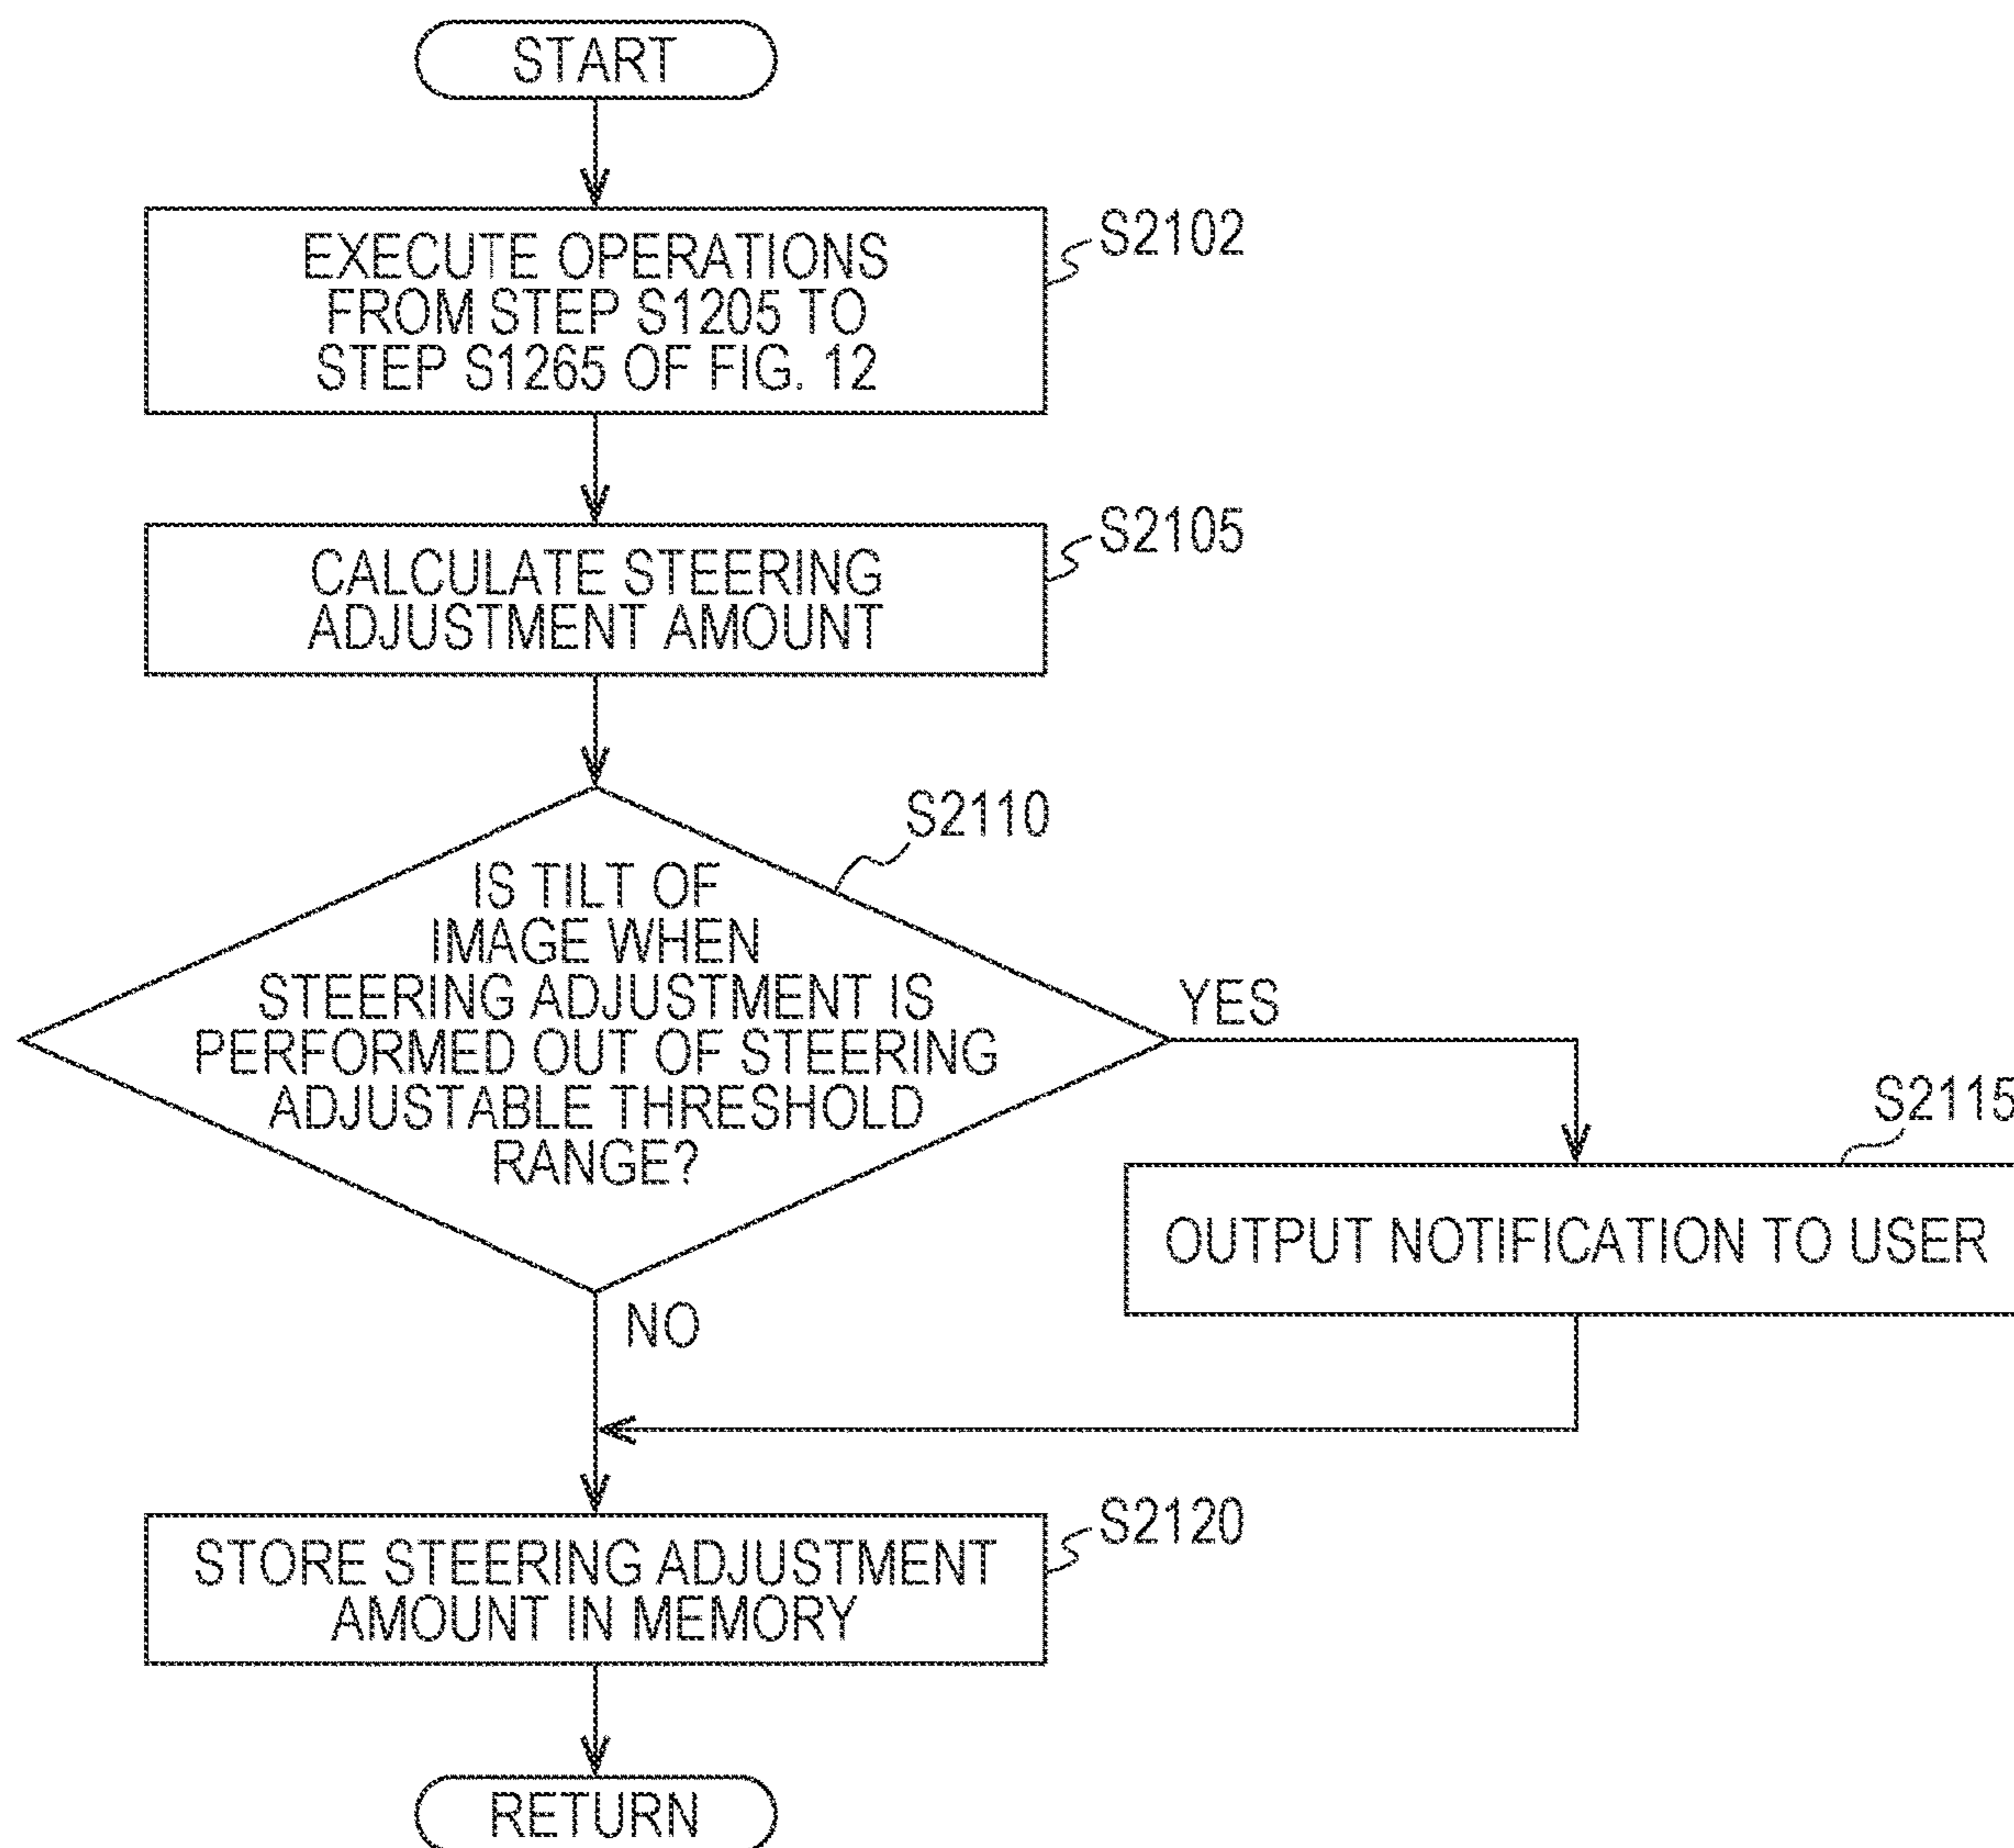 START
EXECUTE OPERATIONS
FROM STEP S1205 TO
STEP S1265 OF FIG. 12
S2102
CALCULATE STEERING
ADJUSTMENT AMOUNT
S2105
IS TILT OF
IMAGE WHEN
STEERING ADJUSTMENT IS
PERFORMED OUT OF STEERING
ADJUSTABLE THRESHOLD
RANGE?
S2110
YES
S2115
OUTPUT NOTIFICATION TO USER
NO
STORE STEERING ADJUSTMENT
AMOUNT IN MEMORY
S2120
RETURN